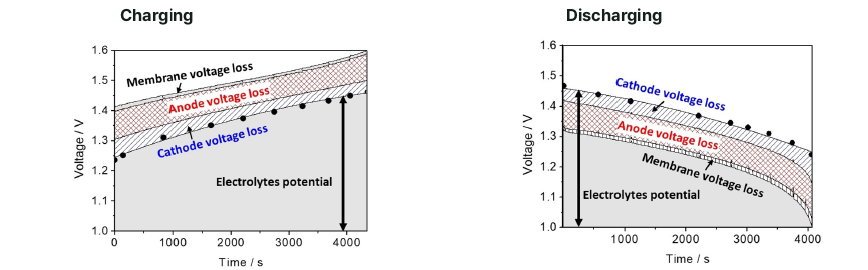 Charging
Discharging
1.6
1.5
1.4
1.3
1.2
1.1
1.0
Voltage / V
Membrane voltage loss
Anode voltage loss
Cathode voltage loss
Electrolytes potential
0
1000
2000
3000
4000
Time / s
1.6
1.5
1.4
1.3
1.2
1.1
1.0
Voltage / V
Cathode voltage loss
Anode voltage loss
Membrane voltage loss
Electrolytes potential
1000
2000
3000
4000
Time / s